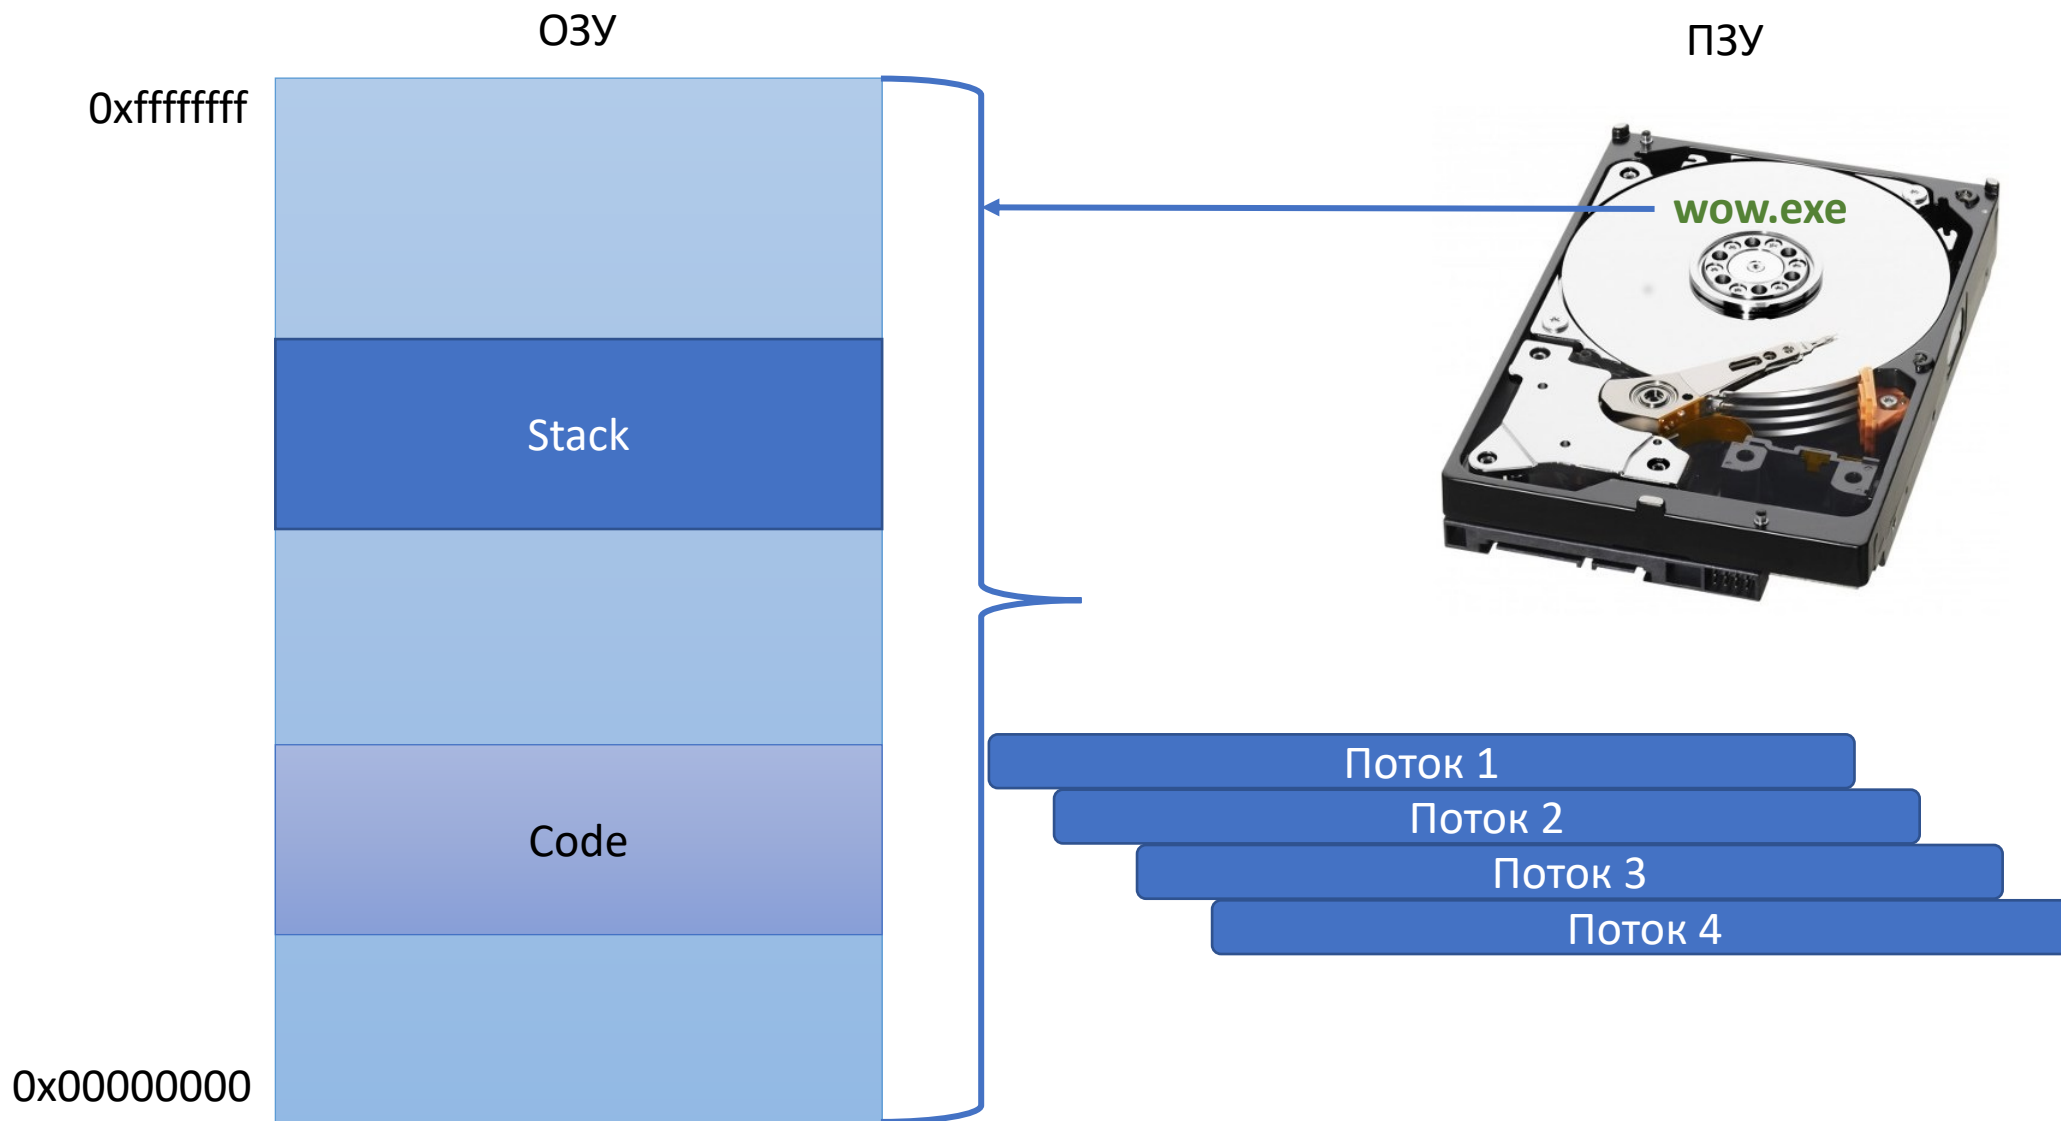 ОЗУ
ПЗУ
0xffffffff
wow.exe
Stack
Поток 1
Поток 2
Code
Поток 3
Поток 4
0x00000000